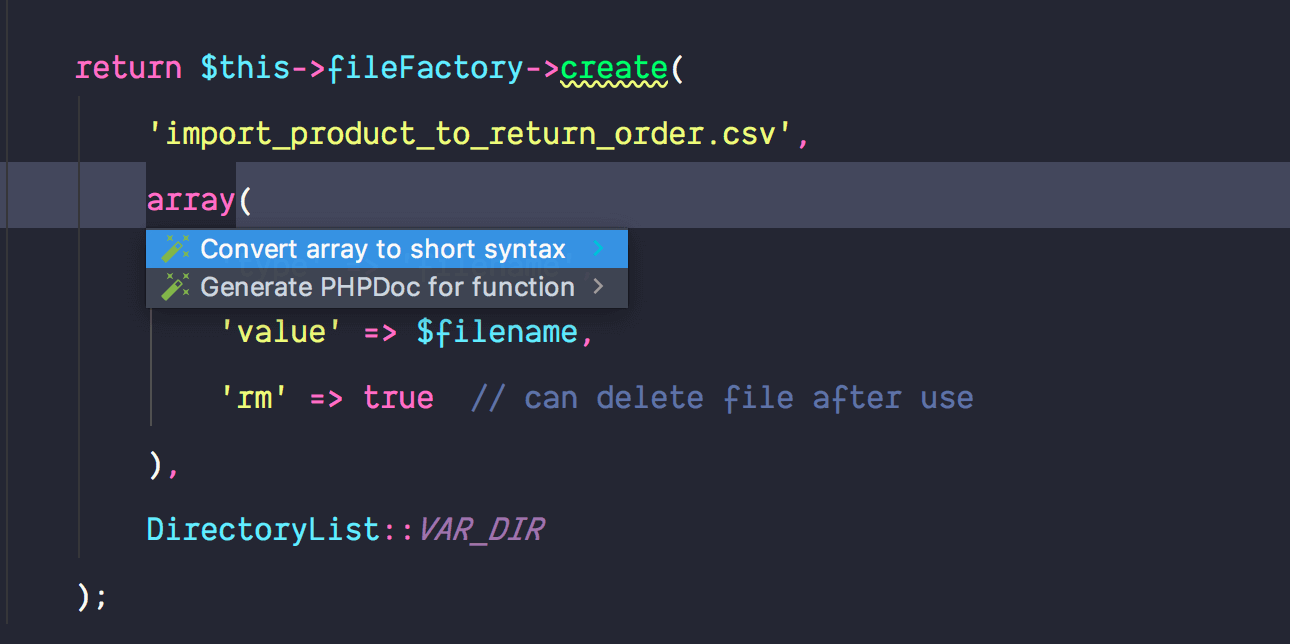 return $this->fileFactory->create(
'import_product_to_return_order.csv',
array(
Convert array to short syntax
Generate PHPDoc for function
'value' => $filename,
'rm' => true // can delete file after use
),
DirectoryList::VAR_DIR
);